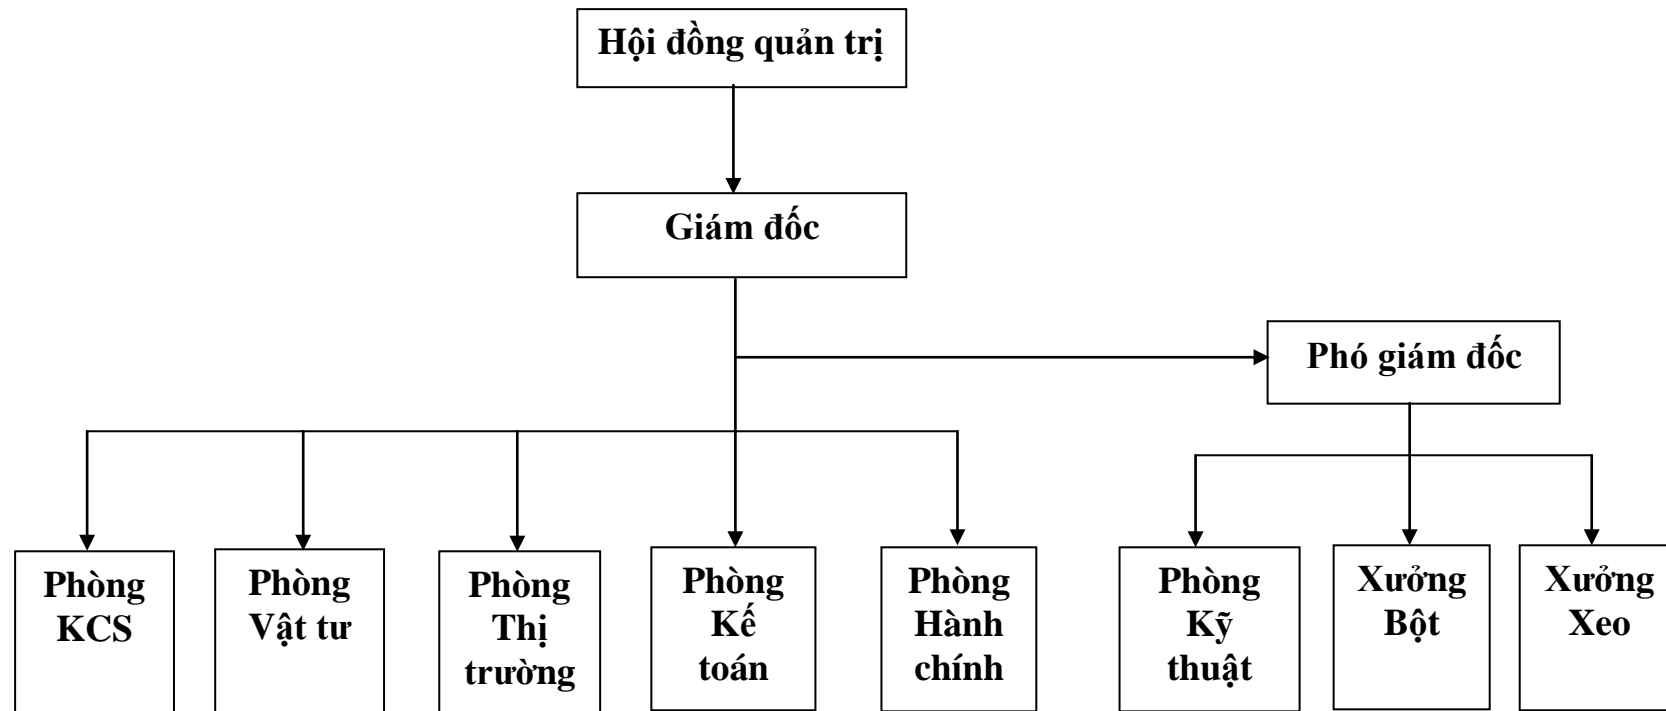 Hội đồng quản trị
Giám đốc
Phó giám đốc
Phòng
KCS
Phòng
Vật tư
Phòng
Thị
trường
Phòng
Kế
toán
Phòng
Hành
chính
Phòng
Kỹ
thuật
Xưởng
Bột
Xưởng
Xeo